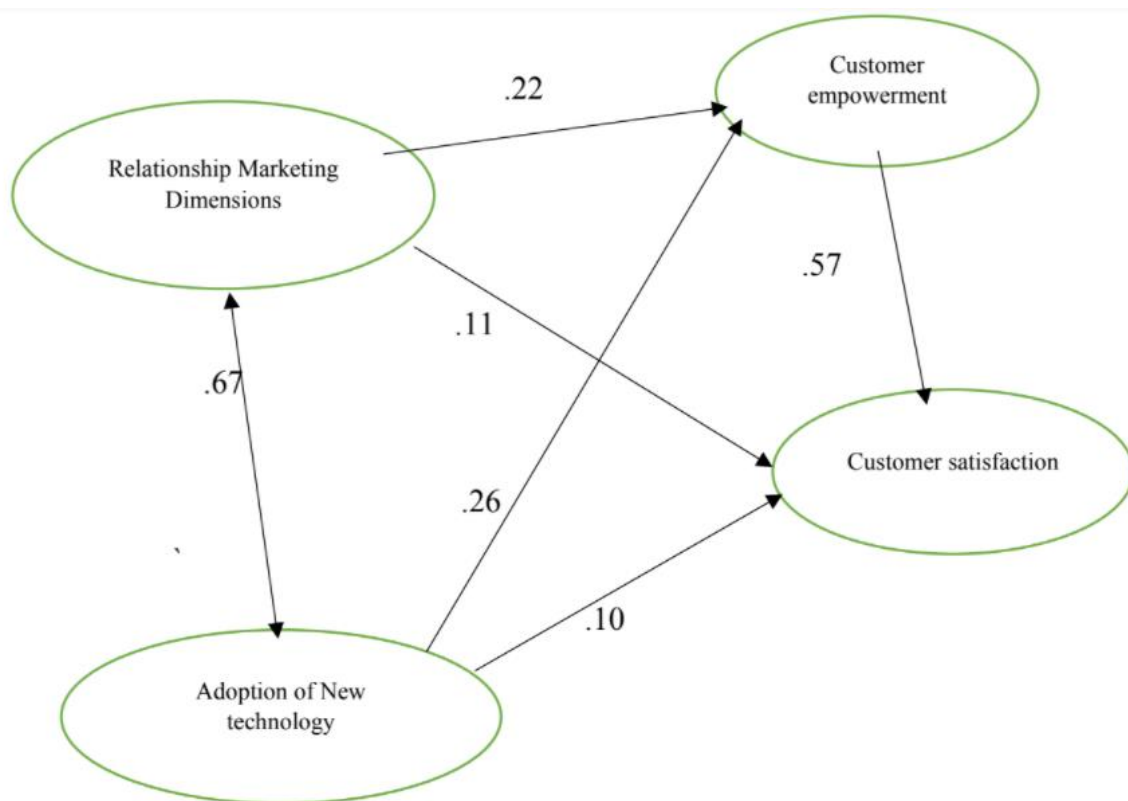 Customer
empowerment
.22
Relationship Marketing
Dimensions
.57
.11
.67
Customer satisfaction
.26
.10
Adoption of New
technology